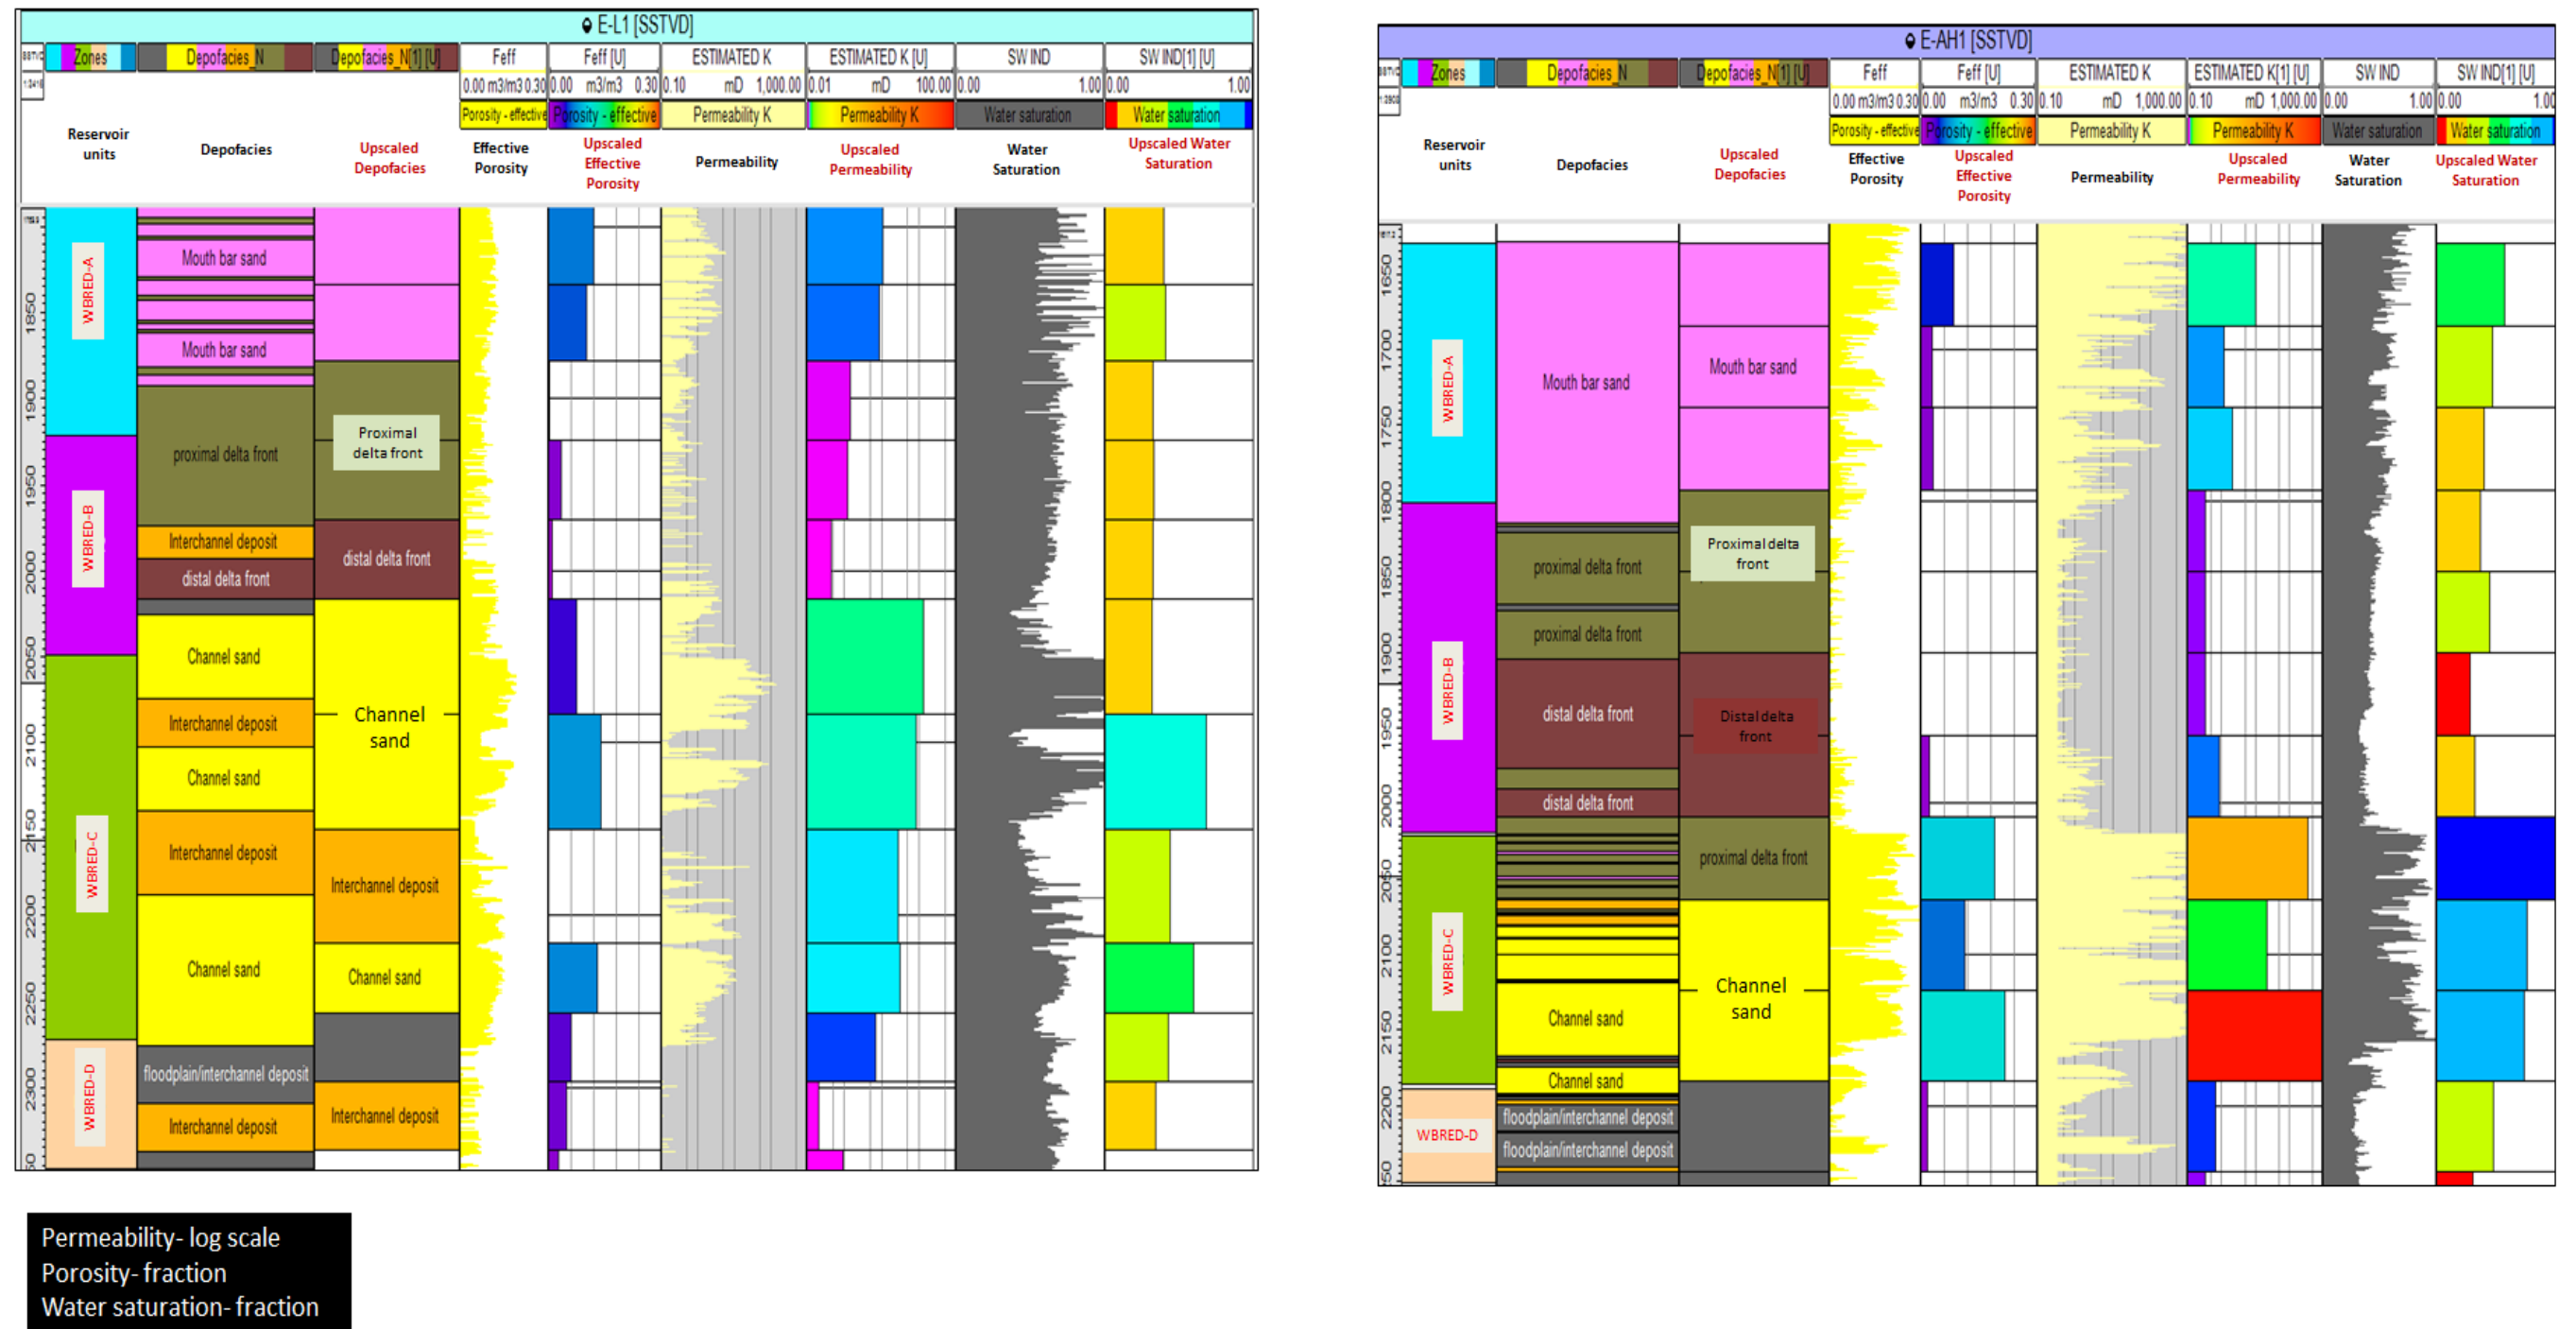 E-L1 [SSTVD]
Zones Depofacies_N Depofacies_N[1] [U] Feff Feff [U] ESTIMATED K ESTIMATED K [U] SW IND SW IND[1] [U]
0.00 m3/m3 0.30 0.00 m3/m3 0.30 0.10 mD 1,000.00 0.01 mD 100.00 0.00 1.00 0.00 1.00
Porosity - effective Porosity - effective Permeability K Permeability K Water saturation Water saturation
Reservoir
units
Depofacies
Upscaled
Depofacies
Effective
Porosity
Upscaled
Effective
Porosity
Permeability
Upscaled
Permeability
Water
Saturation
Upscaled Water
Saturation
1850
1900
1950
2000
2050
2100
2150
2200
2250
2300
WBRED-A
WBRED-B
WBRED-C
WBRED-D
Mouth bar sand
Mouth bar sand
proximal delta front
Interchannel deposit
distal delta front
Channel sand
Interchannel deposit
Channel sand
Interchannel deposit
Channel sand
floodplain/interchannel deposit
Interchannel deposit
Proximal
delta front
distal delta front
Channel
sand
Interchannel deposit
Channel sand
Interchannel deposit
E-AH1 [SSTVD]
Zones Depofacies_N Depofacies_N[1] [U] Feff Feff [U] ESTIMATED K ESTIMATED K[1] [U] SW IND SW IND[1] [U]
0.00 m3/m3 0.30 0.00 m3/m3 0.30 0.10 mD 1,000.00 0.10 mD 1,000.00 0.00 1.00 0.00 1.00
Porosity - effective Porosity - effective Permeability K Permeability K Water saturation Water saturation
Reservoir
units
Depofacies
Upscaled
Depofacies
Effective
Porosity
Upscaled
Effective
Porosity
Permeability
Upscaled
Permeability
Water
Saturation
Upscaled Water
Saturation
1650
1700
1750
1800
1850
1900
1950
2000
2050
2100
2150
2200
WBRED-A
WBRED-B
WBRED-C
WBRED-D
Mouth bar sand
proximal delta front
proximal delta front
distal delta front
distal delta front
Channel sand
Channel sand
floodplain/interchannel deposit
floodplain/interchannel deposit
Mouth bar sand
Proximal delta
front
Distal delta
front
proximal delta front
Channel
sand
Permeability- log scale
Porosity- fraction
Water saturation- fraction